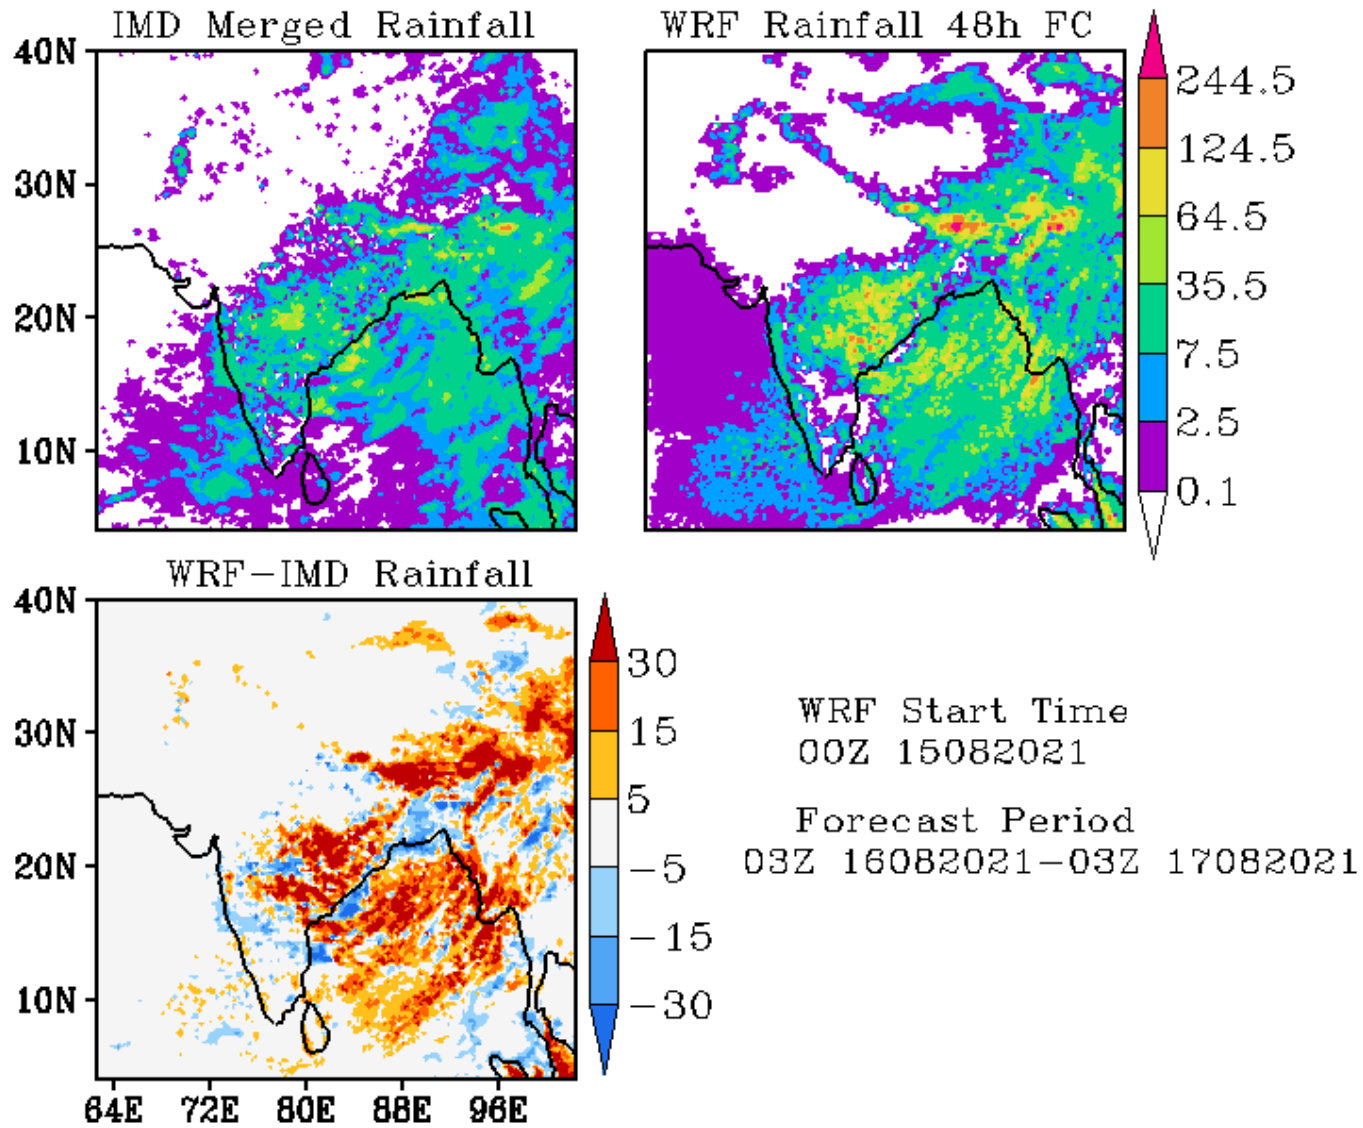 IMD Merged Rainfall
WRF Rainfall 48h FC
40N
30N
20N
10N
244.5
124.5
64.5
35.5
7.5
2.5
0.1
WRF-IMD Rainfall
40N
30N
20N
10N
64E 72E 80E 88E 96E
30
15
5
-5
-15
-30
WRF Start Time
00Z 15082021
Forecast Period
03Z 16082021-03Z 17082021